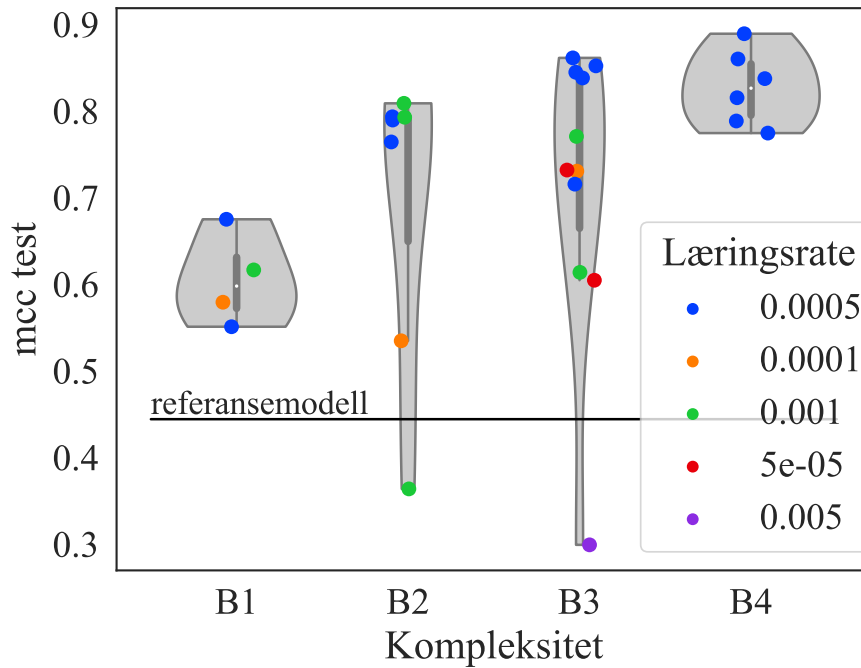 0.9
0.8
0.7
0.6
0.5
0.4
0.3
mcc test
referansemodell
Læringsrate
0.0005
0.0001
0.001
5e-05
0.005
B1 B2 B3 B4
Kompleksitet